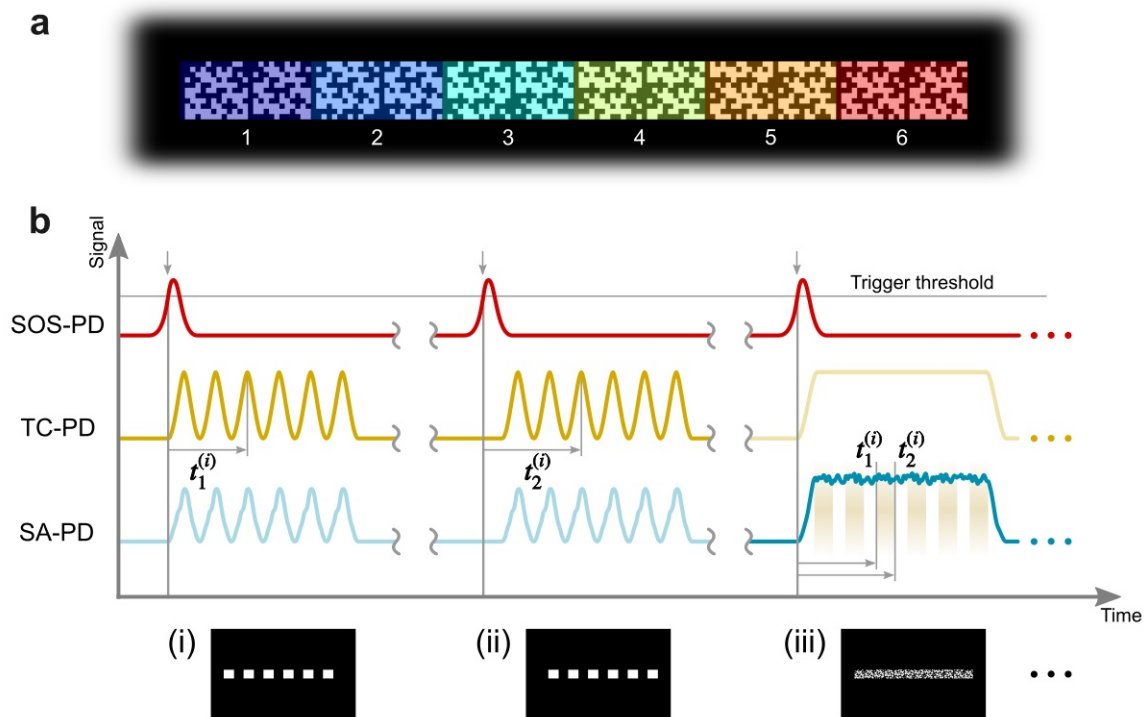 a
1 2 3 4 5 6
b
Signal
Trigger threshold
SOS-PD
TC-PD
t₁⁽ⁱ⁾ t₂⁽ⁱ⁾ t₁⁽ⁱ⁾ t₂⁽ⁱ⁾
SA-PD
Time
(i) (ii) (iii)